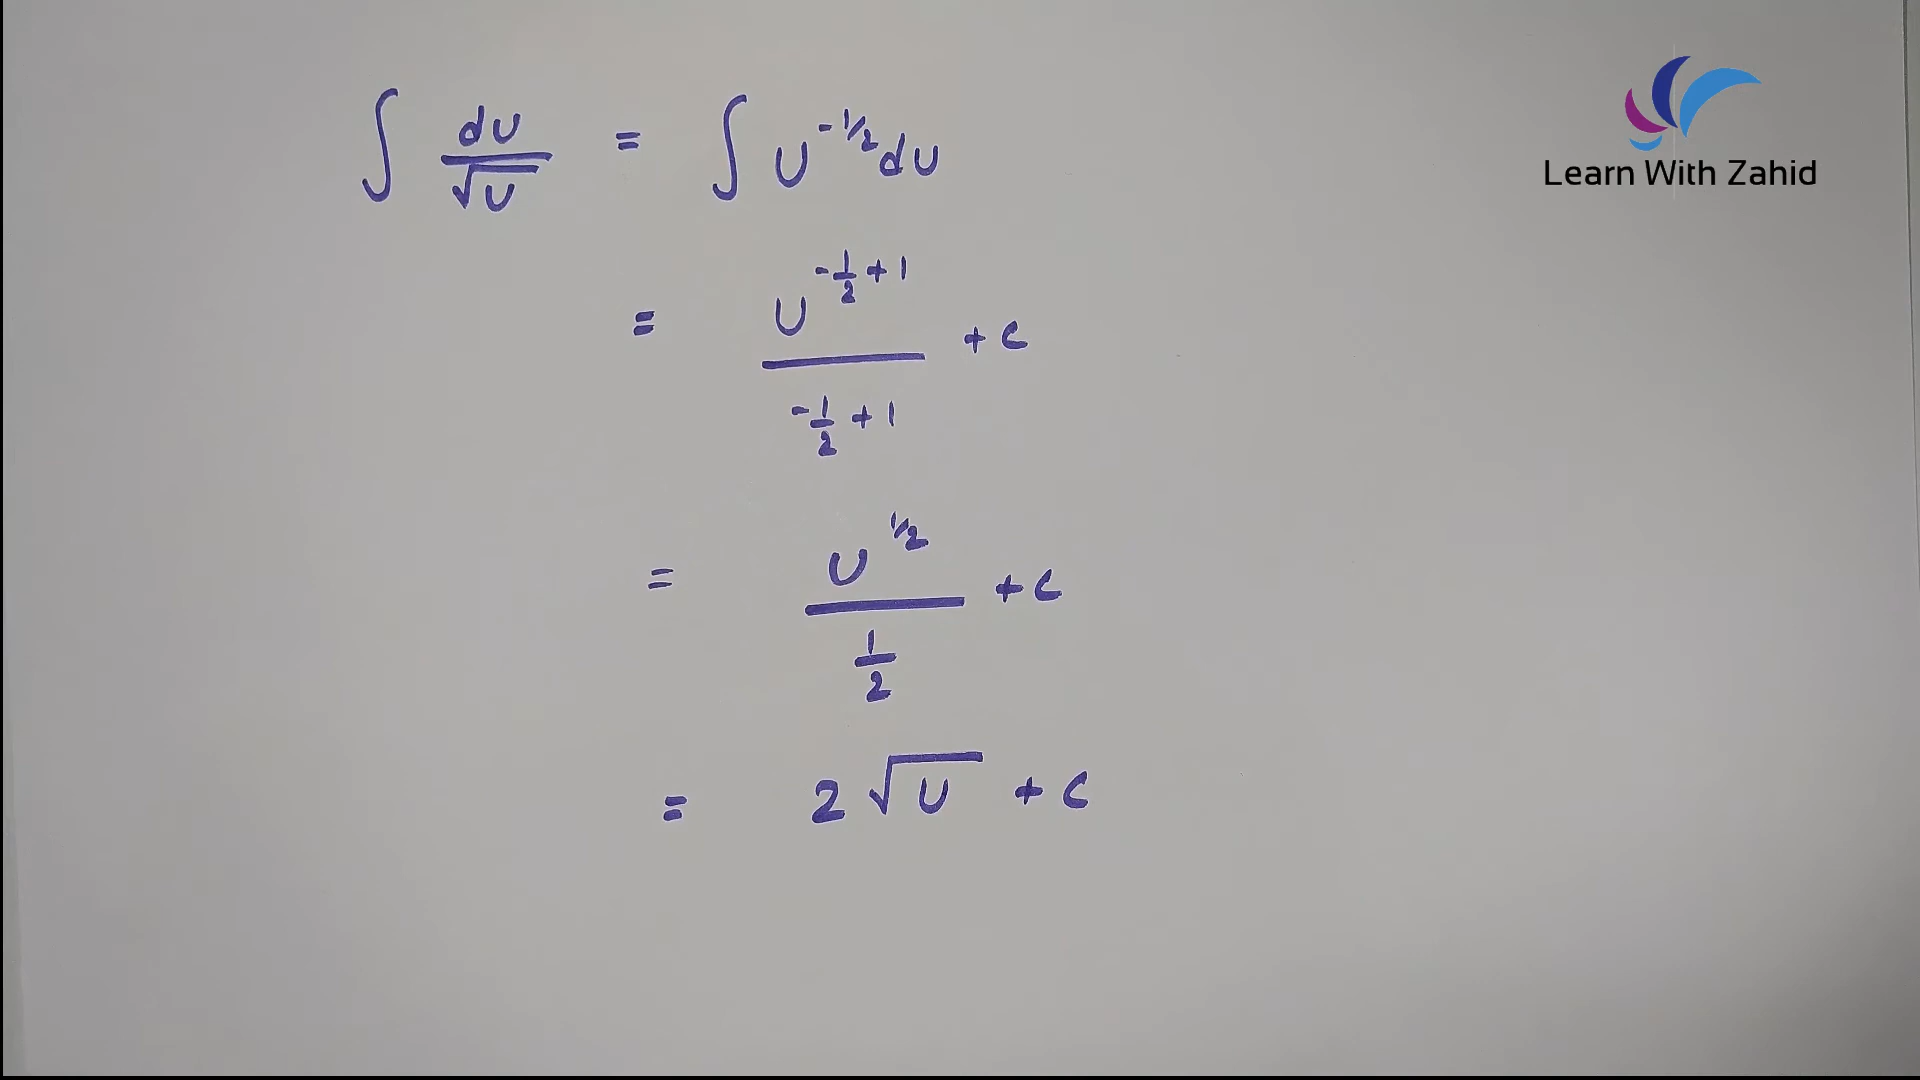 ∫ du/√u = ∫ u^(-1/2) du
= u^(-1/2 + 1) / (-1/2 + 1) + c
= u^(1/2) / (1/2) + c
= 2√u + c
Learn With Zahid